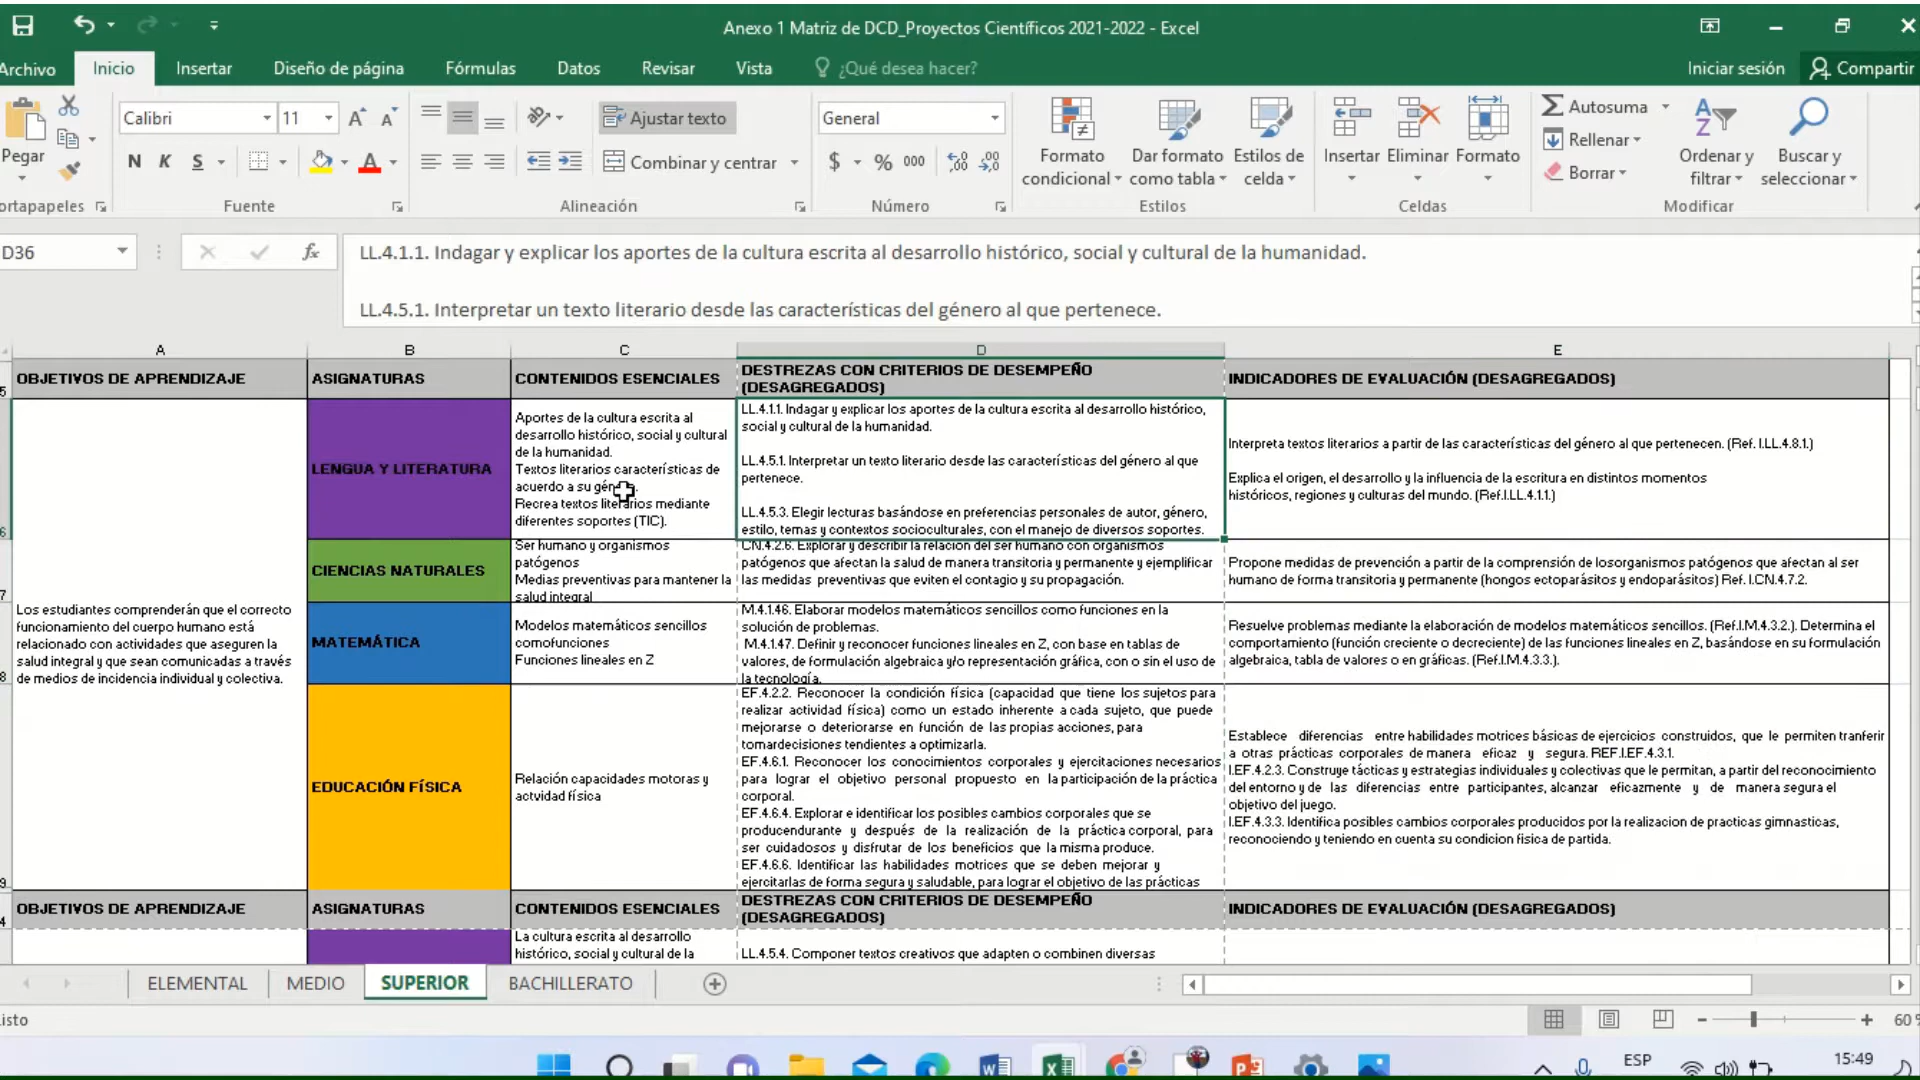 Anexo 1 Matriz de DCD_Proyectos Científicos 2021-2022 - Excel
Archivo Inicio Insertar Diseño de página Fórmulas Datos Revisar Vista ¿Qué desea hacer? Iniciar sesión Compartir
Calibri 11 Ajustar texto General Autosuma
Rellenar
Borrar
Pegar N K S Combinar y centrar $ % 000
Formato condicional Dar formato como tabla Estilos de celda Insertar Eliminar Formato Ordenar y filtrar Buscar y seleccionar
ortapapeles Fuente Alineación Número Estilos Celdas Modificar
D36 fx LL.4.1.1. Indagar y explicar los aportes de la cultura escrita al desarrollo histórico, social y cultural de la humanidad.
LL.4.5.1. Interpretar un texto literario desde las características del género al que pertenece.
A B C D E
OBJETIVOS DE APRENDIZAJE
ASIGNATURAS
CONTENIDOS ESENCIALES
DESTREZAS CON CRITERIOS DE DESEMPEÑO
(DESAGREGADOS)
INDICADORES DE EVALUACIÓN (DESAGREGADOS)
Los estudiantes comprenderán que el correcto
funcionamiento del cuerpo humano está
relacionado con actividades que aseguren la
salud integral y que sean comunicadas a través
de medios de incidencia individual y colectiva.
LENGUA Y LITERATURA
Aportes de la cultura escrita al
desarrollo histórico, social y cultural
de la humanidad.
Textos literarios características de
acuerdo a su género.
Recrea textos literarios mediante
diferentes soportes (TIC).
LL.4.1.1. Indagar y explicar los aportes de la cultura escrita al desarrollo histórico,
social y cultural de la humanidad.
LL.4.5.1. Interpretar un texto literario desde las características del género al que
pertenece.
LL.4.5.3. Elegir lecturas basándose en preferencias personales de autor, género,
estilo, temas y contextos socioculturales, con el manejo de diversos soportes.
Interpreta textos literarios a partir de las características del género al que pertenecen. (Ref. I.LL.4.8.1.)
Explica el origen, el desarrollo y la influencia de la escritura en distintos momentos
históricos, regiones y culturas del mundo. (Ref.I.LL.4.1.1.)
CIENCIAS NATURALES
Ser humano y organismos
patógenos
Medias preventivas para mantener la
salud integral
CN.4.2.6. Explorar y describir la relación del ser humano con organismos
patógenos que afectan la salud de manera transitoria y permanente y ejemplificar
las medidas preventivas que eviten el contagio y su propagación.
Propone medidas de prevención a partir de la comprensión de losorganismos patógenos que afectan al ser
humano de forma transitoria y permanente (hongos ectoparásitos y endoparásitos) Ref. I.CN.4.7.2.
MATEMÁTICA
Modelos matemáticos sencillos
comofunciones
Funciones lineales en Z
M.4.1.46. Elaborar modelos matemáticos sencillos como funciones en la
solución de problemas.
M.4.1.47. Definir y reconocer funciones lineales en Z, con base en tablas de
valores, de formulación algebraica y/o representación gráfica, con o sin el uso de
la tecnología.
Resuelve problemas mediante la elaboración de modelos matemáticos sencillos. (Ref.I.M.4.3.2.). Determina el
comportamiento (función creciente o decreciente) de las funciones lineales en Z, basándose en su formulación
algebraica, tabla de valores o en gráficas. (Ref.I.M.4.3.3.).
EDUCACIÓN FÍSICA
Relación capacidades motoras y
actvidad física
EF.4.2.2. Reconocer la condición física (capacidad que tiene los sujetos para
realizar actividad física) como un estado inherente a cada sujeto, que puede
mejorarse o deteriorarse en función de las propias acciones, para
tomardecisiones tendientes a optimizarla.
EF.4.6.1. Reconocer los conocimientos corporales y ejercitaciones necesarios
para lograr el objetivo personal propuesto en la participación de la práctica
corporal.
EF.4.6.4. Explorar e identificar los posibles cambios corporales que se
producendurante y después de la realización de la práctica corporal, para
ser cuidadosos y disfrutar de los beneficios que la misma produce.
EF.4.6.6. Identificar las habilidades motrices que se deben mejorar y
ejercitarlas de forma segura y saludable, para lograr el objetivo de las prácticas
Establece diferencias entre habilidades motrices básicas de ejercicios construidos, que le permiten tranferir
a otras prácticas corporales de manera eficaz y segura. REF.I.EF.4.3.1.
I.EF.4.2.3. Construye tácticas y estrategias individuales y colectivas que le permitan, a partir del reconocimiento
del entorno y de las diferencias entre participantes, alcanzar eficazmente y de manera segura el
objetivo del juego.
I.EF.4.3.3. Identifica posibles cambios corporales producidos por la realizacion de practicas gimnasticas,
reconociendo y teniendo en cuenta su condicion fisica de partida.
OBJETIVOS DE APRENDIZAJE
ASIGNATURAS
CONTENIDOS ESENCIALES
DESTREZAS CON CRITERIOS DE DESEMPEÑO
(DESAGREGADOS)
INDICADORES DE EVALUACIÓN (DESAGREGADOS)
La cultura escrita al desarrollo
histórico, social y cultural de la
LL.4.5.4. Componer textos creativos que adapten o combinen diversas
ELEMENTAL MEDIO SUPERIOR BACHILLERATO
isto 60 %
ESP 15:49